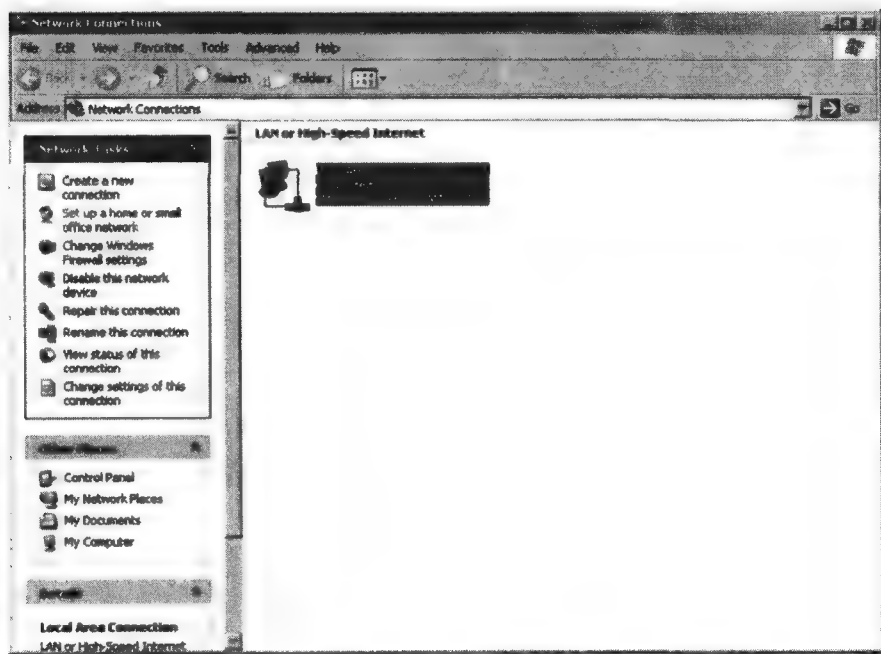 Network Connections
File Edit View Favorites Tools Advanced Help
Back Search Folders
Address Network Connections Go
LAN or High-Speed Internet
Network Tasks
Create a new
connection
Set up a home or small
office network
Change Windows
Firewall settings
Disable this network
device
Repair this connection
Rename this connection
View status of this
connection
Change settings of this
connection
Other Places
Control Panel
My Network Places
My Documents
My Computer
Details
Local Area Connection
LAN or High-Speed Internet